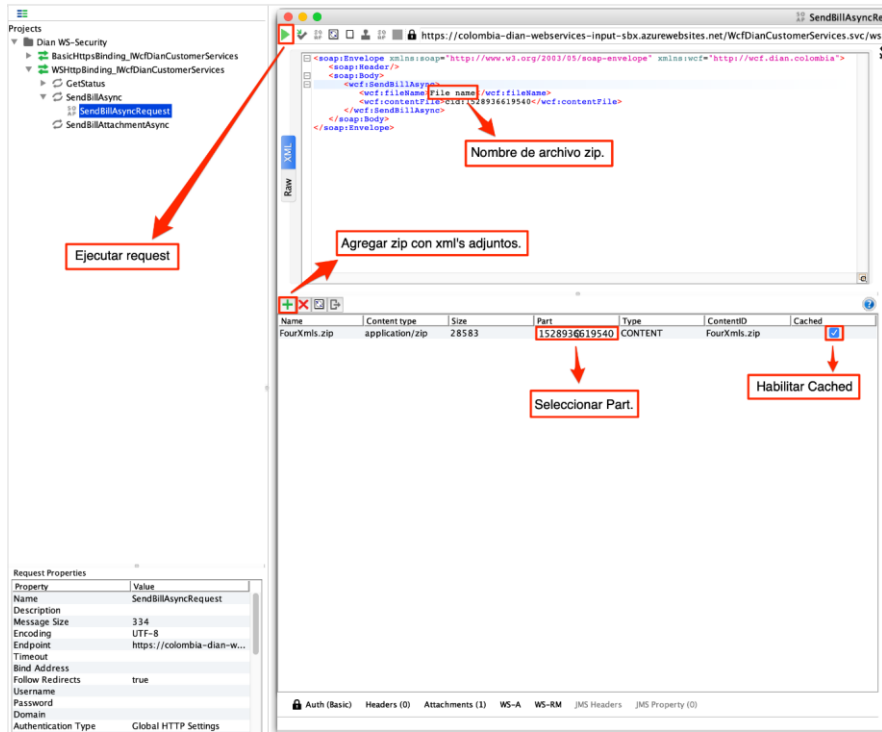 Projects
Dian WS-Security
BasicHttpsBinding_IWcfDianCustomerServices
WSHttpBinding_IWcfDianCustomerServices
GetStatus
SendBillAsync
SendBillAsyncRequest
SendBillAttachmentAsync
Ejecutar request
SendBillAsyncRe
https://colombia-dian-webservices-input-sbx.azurewebsites.net/WcfDianCustomerServices.svc/ws
XML
Raw
<soap:Envelope xmlns:soap="http://www.w3.org/2003/05/soap-envelope" xmlns:wcf="http://wcf.dian.colombia">
<soap:Header/>
<soap:Body>
<wcf:SendBillAsync>
<wcf:fileName>File name</wcf:fileName>
<wcf:contentFile>cid:1528936619540</wcf:contentFile>
</wcf:SendBillAsync>
</soap:Body>
</soap:Envelope>
Nombre de archivo zip.
Agregar zip con xml's adjuntos.
Name Content type Size Part Type ContentID Cached
FourXmls.zip application/zip 28583 1528936619540 CONTENT FourXmls.zip
Seleccionar Part.
Habilitar Cached
Request Properties
Property Value
Name SendBillAsyncRequest
Description
Message Size 334
Encoding UTF-8
Endpoint https://colombia-dian-w...
Timeout
Bind Address
Follow Redirects true
Username
Password
Domain
Authentication Type Global HTTP Settings
Auth (Basic) Headers (0) Attachments (1) WS-A WS-RM JMS Headers JMS Property (0)